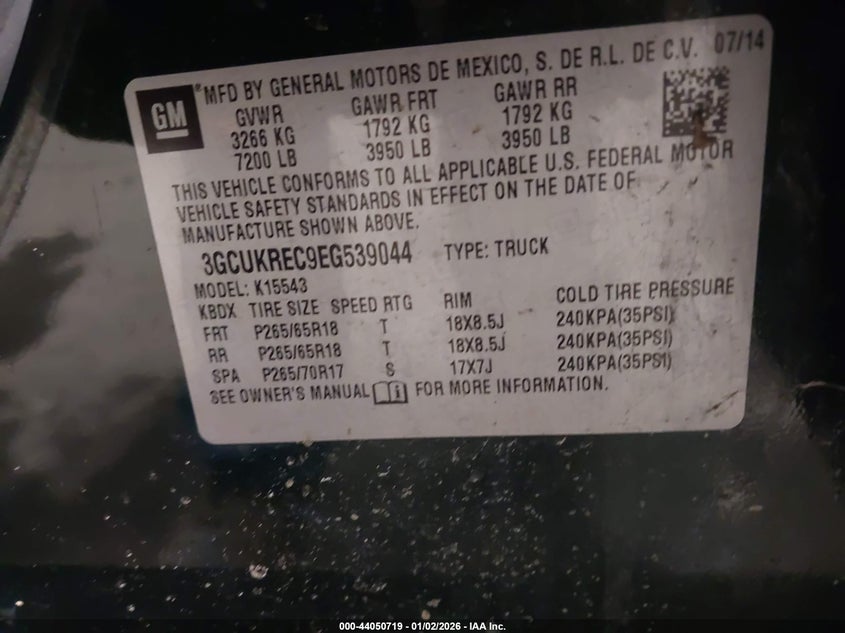 GM
®MFD BY GENERAL MOTORS DE MEXICO, S. DE R.L. DE C.V. 07/14
GVWR GAWR FRT GAWR RR
3266 KG 1792 KG 1792 KG
7200 LB 3950 LB 3950 LB
THIS VEHICLE CONFORMS TO ALL APPLICABLE U.S. FEDERAL MOTOR
VEHICLE SAFETY STANDARDS IN EFFECT ON THE DATE OF
MANUFACTURE SHOWN ABOVE.
3GCUKREC9EG539044 TYPE: TRUCK
MODEL: K15543
KBDX TIRE SIZE SPEED RTG RIM COLD TIRE PRESSURE
FRT P265/65R18 T 18X8.5J 240KPA(35PSI)
RR P265/65R18 T 18X8.5J 240KPA(35PSI)
SPA P265/70R17 S 17X7J 240KPA(35PSI)
SEE OWNER'S MANUAL FOR MORE INFORMATION.
000-44050719 - 01/02/2026 - IAA Inc.